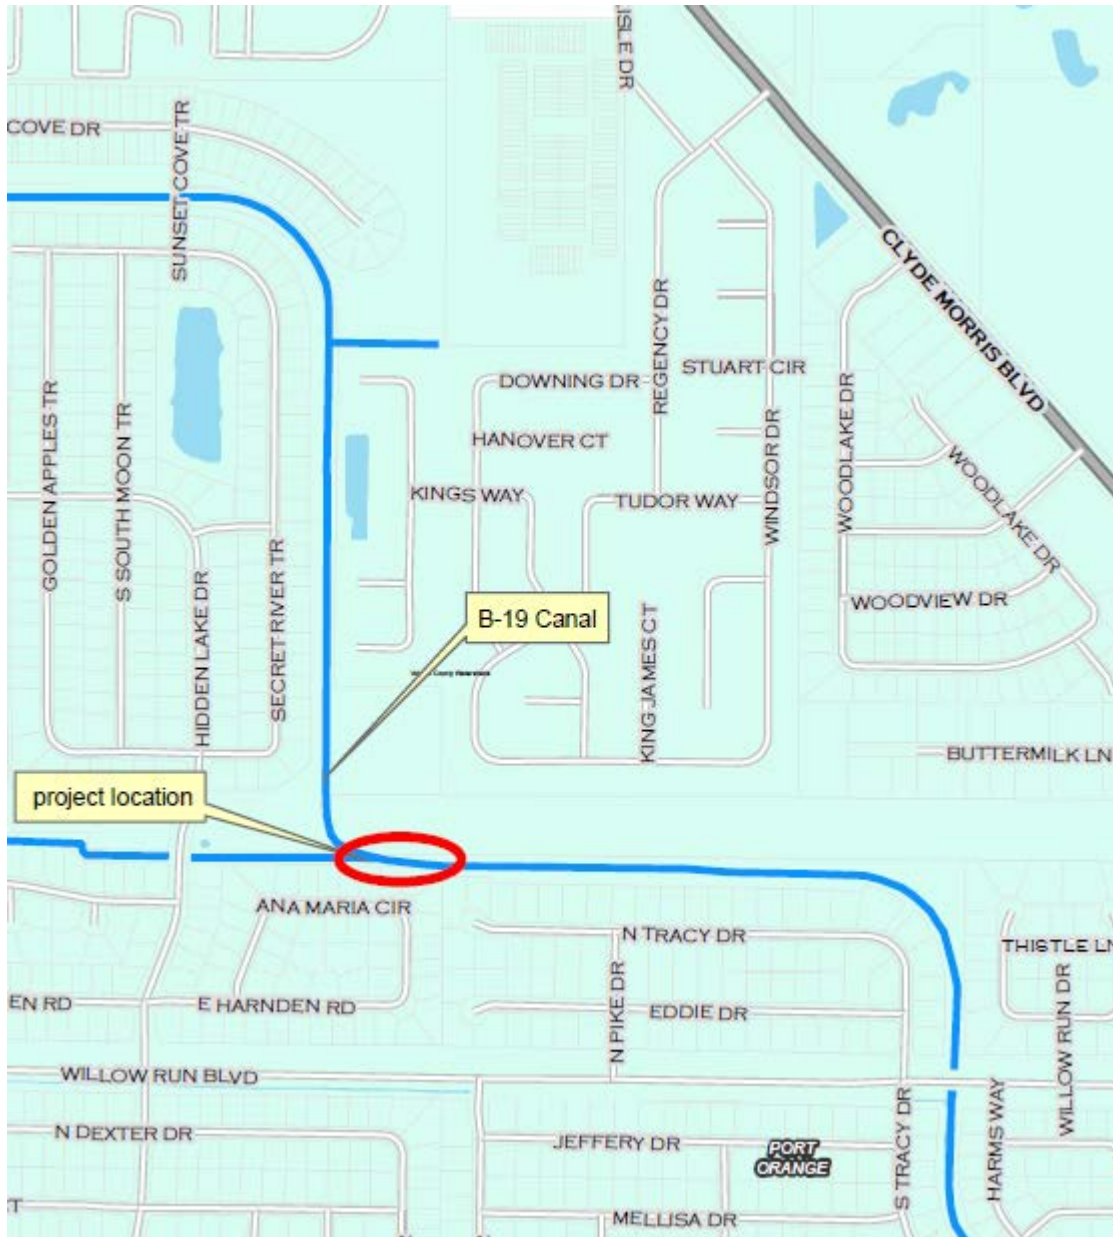 ISLE DR
COVE DR
SUNSET COVE TR
CLYDE MORRIS BLVD
REGENCY DR
STUART CIR
DOWNING DR
HANOVER CT
KINGS WAY
TUDOR WAY
WINDSOR DR
WOODLAKE DR
WOODLAKE DR
WOODVIEW DR
GOLDEN APPLES TR
S SOUTH MOON TR
HIDDEN LAKE DR
SECRET RIVER TR
B-19 Canal
KING JAMES CT
BUTTERMILK LN
project location
ANA MARIA CIR
N TRACY DR
THISTLE LN
EN RD
E HARNDEN RD
N PIKE DR
EDDIE DR
WILLOW RUN DR
WILLOW RUN BLVD
N DEXTER DR
JEFFERY DR
PORT
ORANGE
S TRACY DR
HARMS WAY
MELLISA DR